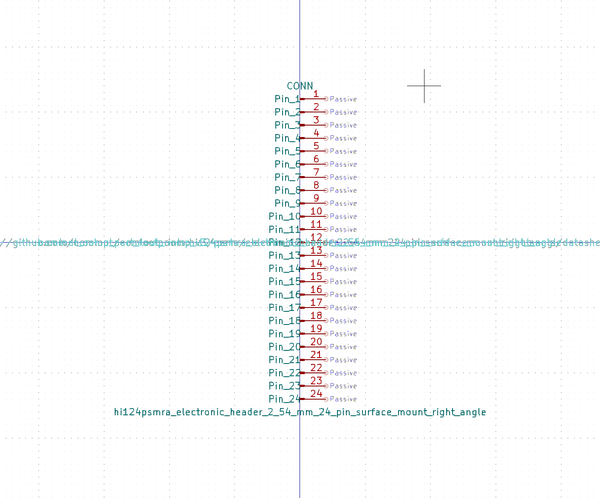 CONN
Pin_1 1 Passive
Pin_2 2 Passive
Pin_3 3 Passive
Pin_4 4 Passive
Pin_5 5 Passive
Pin_6 6 Passive
Pin_7 7 Passive
Pin_8 8 Passive
Pin_9 9 Passive
Pin_10 10 Passive
Pin_11 11 Passive
12
Pin_13 13 Passive
Pin_14 14 Passive
Pin_15 15 Passive
Pin_16 16 Passive
Pin_17 17 Passive
Pin_18 18 Passive
Pin_19 19 Passive
Pin_20 20 Passive
Pin_21 21 Passive
Pin_22 22 Passive
Pin_23 23 Passive
Pin_24 24 Passive
hi124psmra_electronic_header_2_54_mm_24_pin_surface_mount_right_angle